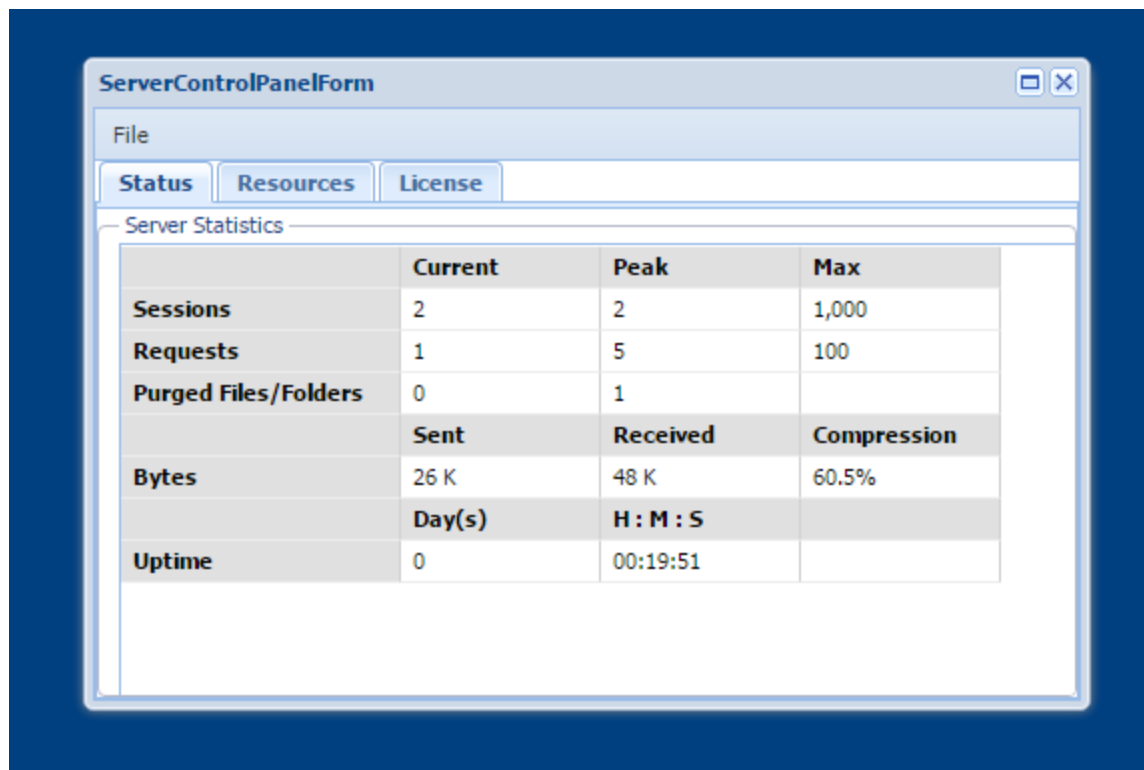 ServerControlPanelForm
File
Status Resources License
Server Statistics
Current Peak Max
Sessions 2 2 1,000
Requests 1 5 100
Purged Files/Folders 0 1
Sent Received Compression
Bytes 26 K 48 K 60.5%
Day(s) H : M : S
Uptime 0 00:19:51